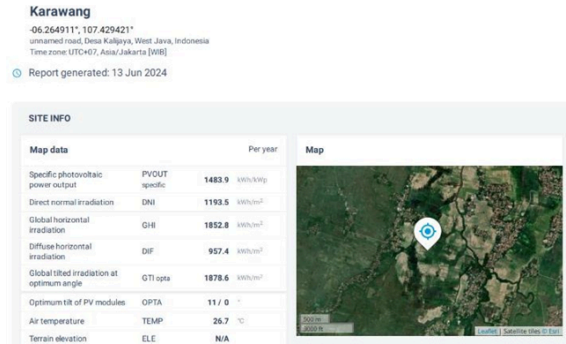 Karawang
-06.264911°, 107.429421°
unnamed road, Desa Kalijaya, West Java, Indonesia
Time zone: UTC+07, Asia/Jakarta [WIB]
Report generated: 13 Jun 2024
SITE INFO
Map data Per year
Specific photovoltaic power output PVOUT specific 1483.9 kWh/kWp
Direct normal irradiation DNI 1193.5 kWh/m²
Global horizontal irradiation GHI 1852.8 kWh/m²
Diffuse horizontal irradiation DIF 957.4 kWh/m²
Global tilted irradiation at optimum angle GTI opta 1878.6 kWh/m²
Optimum tilt of PV modules OPTA 11 / 0 °
Air temperature TEMP 26.7 °C
Terrain elevation ELE N/A
Map
500 m
3000 ft
Leaflet | Satellite tiles © Esri